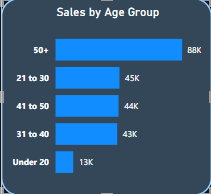 Sales by Age Group
50+ 88K
21 to 30 45K
41 to 50 44K
31 to 40 43K
Under 20 13K